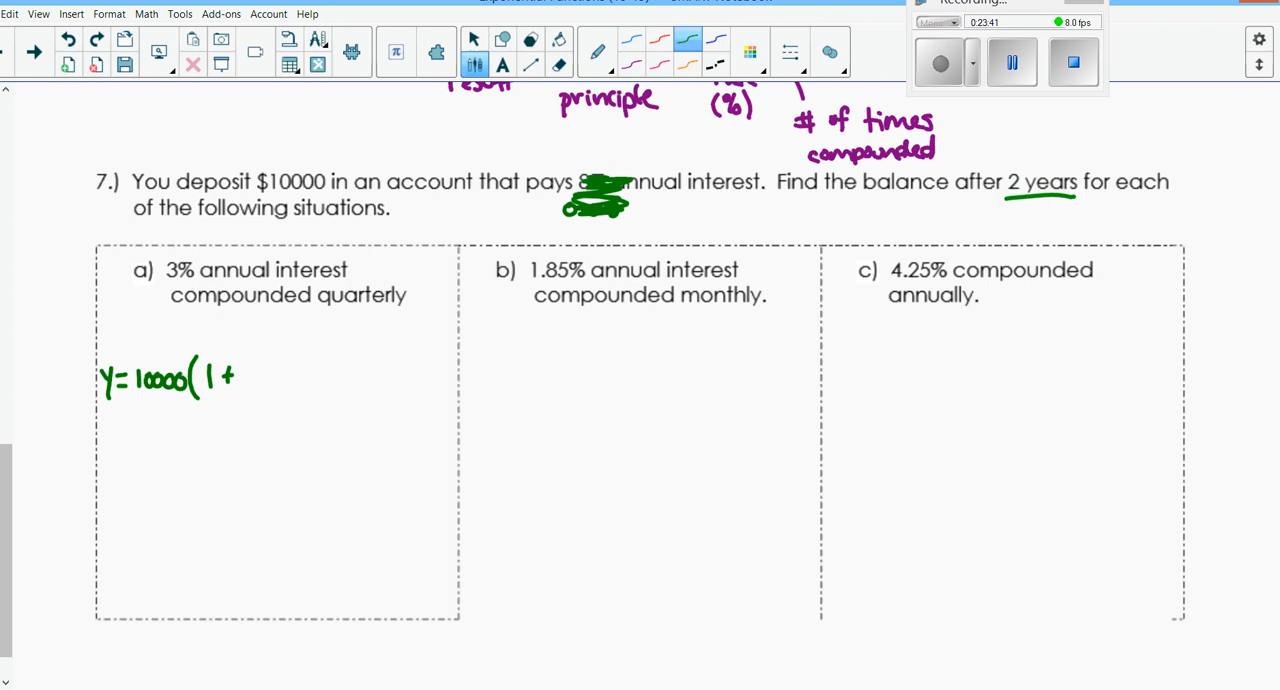 Recording...
Edit View Insert Format Math Tools Add-ons Account Help
Menu 0:23:41 8.0 fps
π
A
principle
(%)
# of times
compounded
7.) You deposit $10000 in an account that pays nnual interest. Find the balance after 2 years for each
of the following situations.
a) 3% annual interest
compounded quarterly
y=10000(1+
b) 1.85% annual interest
compounded monthly.
c) 4.25% compounded
annually.